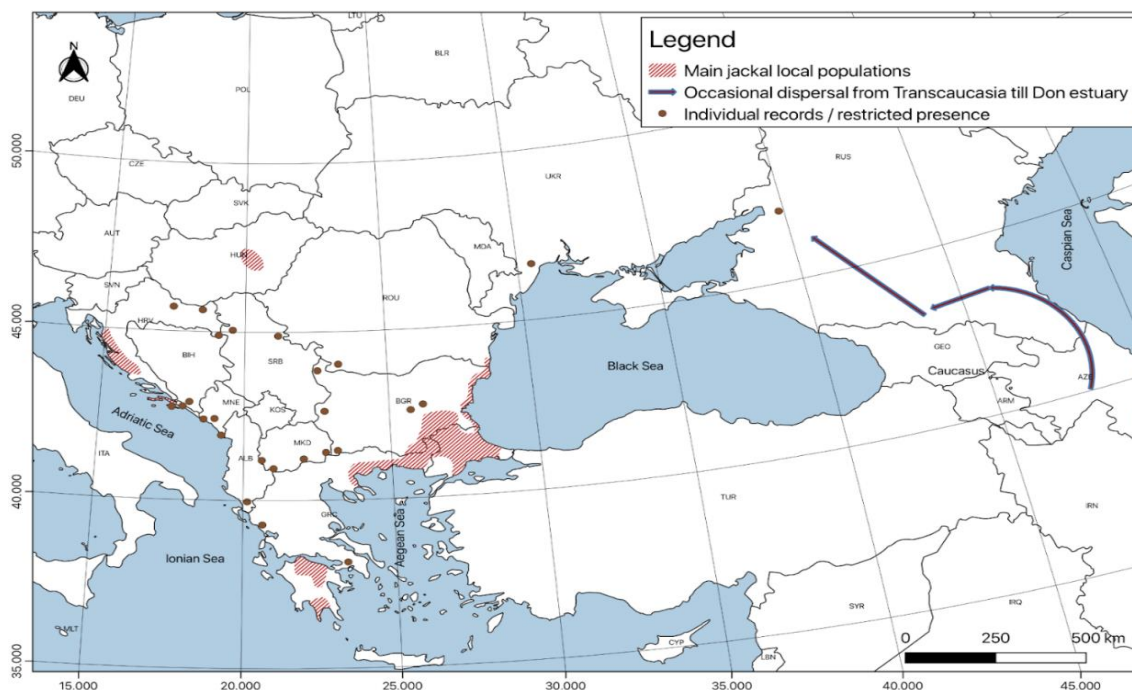 Legend
Main jackal local populations
Occasional dispersal from Transcaucasia till Don estuary
Individual records / restricted presence
N
LTU
BLR
DEU
POL
RUS
50.000
CZE
UKR
SVK
AUT
MDA
HUN
Caspian Sea
SVN
ROU
45.000
HRV
BIH
SRB
GEO
Black Sea
Caucasus
AZE
MNE
KOS
BGR
ARM
Adriatic Sea
MKD
ITA
ALB
40.000
TUR
IRN
GRC
Aegean Sea
Ionian Sea
SYR
IRQ
MLT
CYP
0 250 500 km
LBN
35.000
15.000 20.000 25.000 30.000 35.000 40.000 45.000